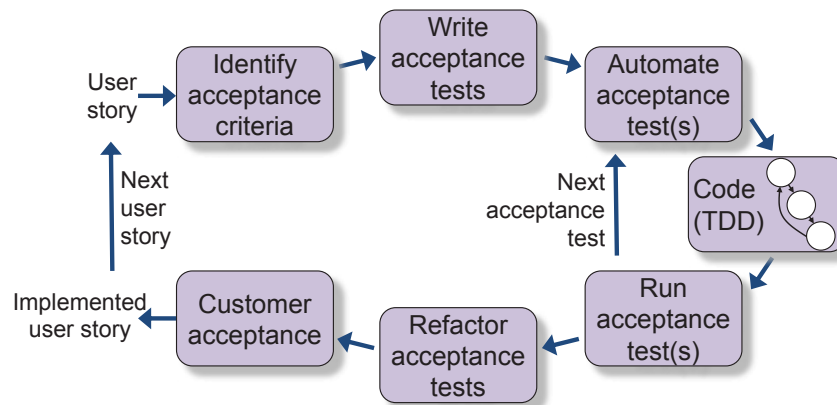 User
story
Identify
acceptance
criteria
Write
acceptance
tests
Automate
acceptance
test(s)
Code
(TDD)
Next
user
story
Next
acceptance
test
Implemented
user story
Customer
acceptance
Refactor
acceptance
tests
Run
acceptance
test(s)